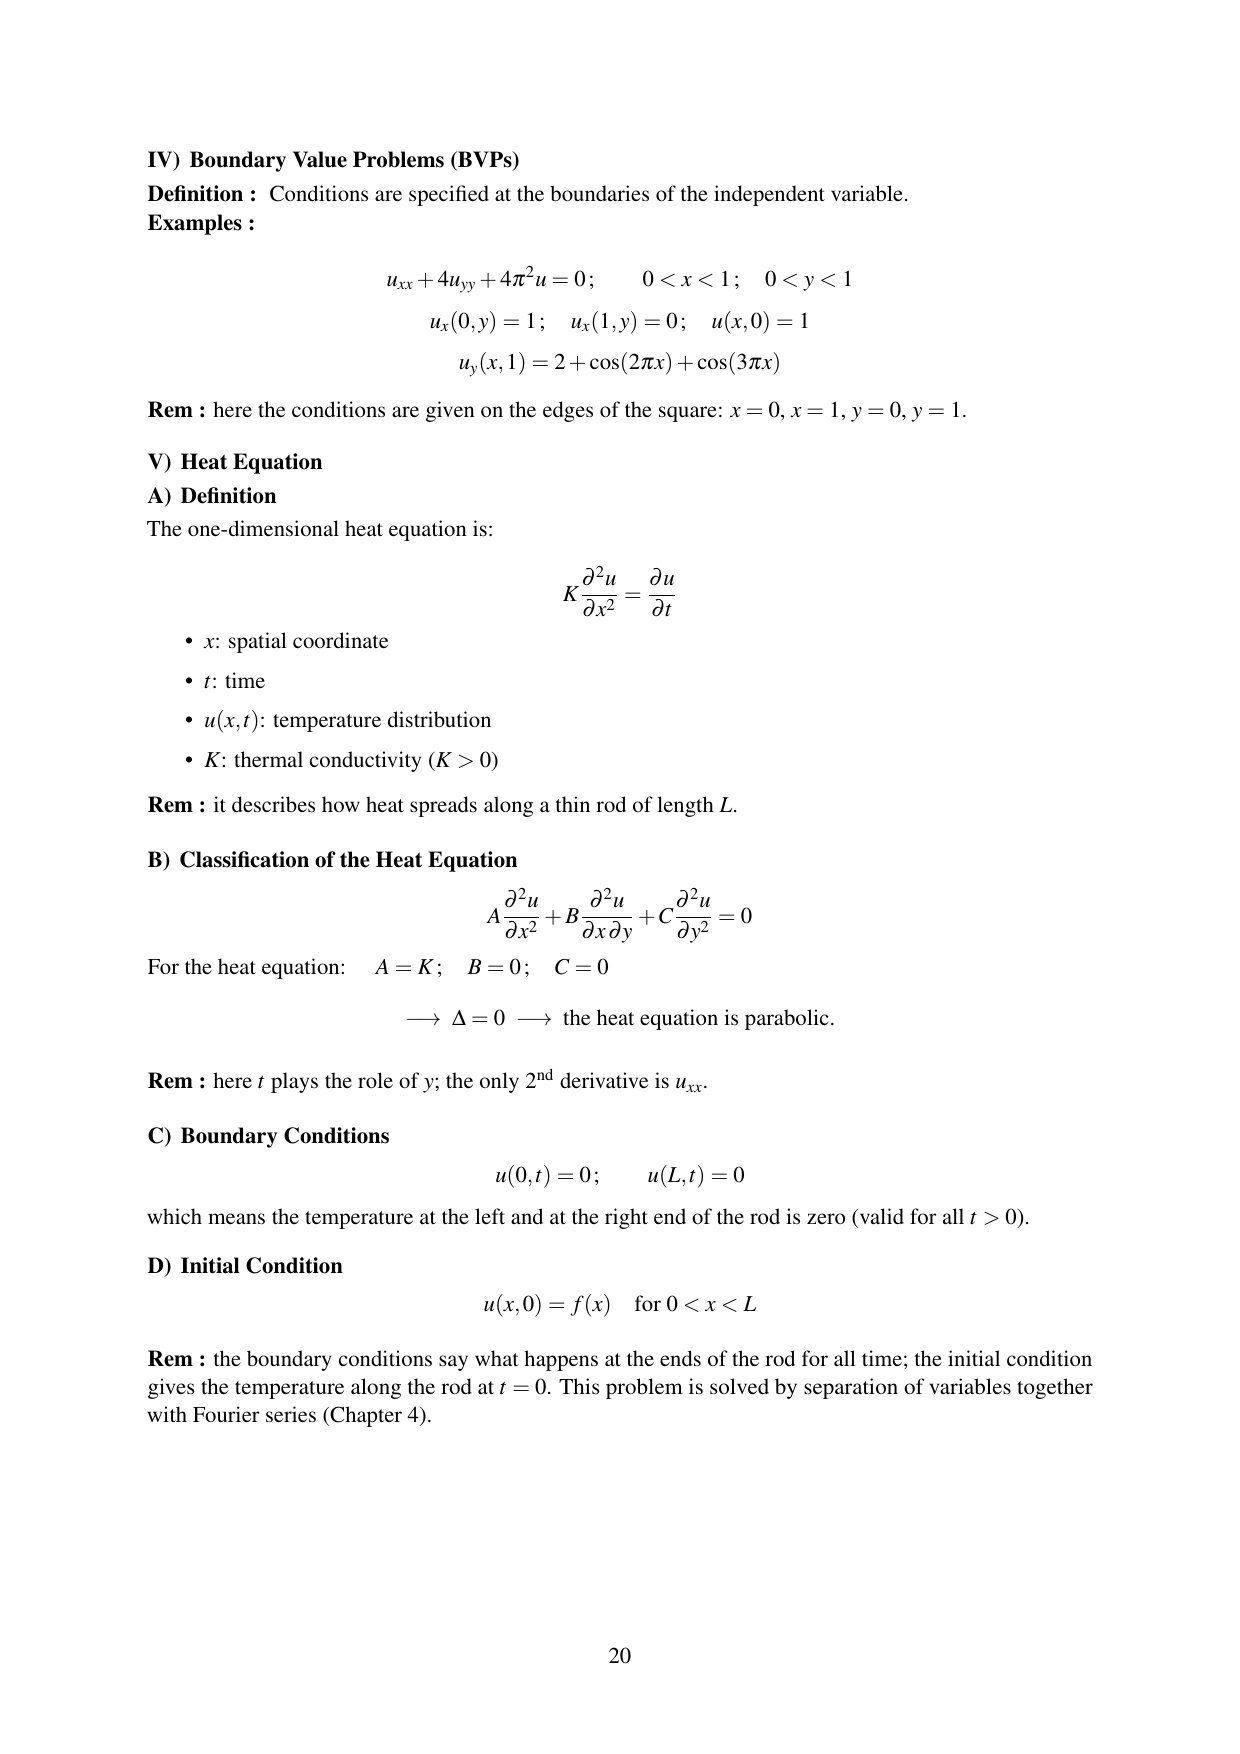 IV) Boundary Value Problems (BVPs)
Definition : Conditions are specified at the boundaries of the independent variable.
Examples :
u_{xx} + 4u_{yy} + 4π²u = 0 ; 0 < x < 1 ; 0 < y < 1
u_x(0,y) = 1 ; u_x(1,y) = 0 ; u(x,0) = 1
u_y(x,1) = 2 + cos(2πx) + cos(3πx)
Rem : here the conditions are given on the edges of the square: x = 0, x = 1, y = 0, y = 1.
V) Heat Equation
A) Definition
The one-dimensional heat equation is:
K ∂²u/∂x² = ∂u/∂t
• x: spatial coordinate
• t: time
• u(x,t): temperature distribution
• K: thermal conductivity (K > 0)
Rem : it describes how heat spreads along a thin rod of length L.
B) Classification of the Heat Equation
A ∂²u/∂x² + B ∂²u/∂x∂y + C ∂²u/∂y² = 0
For the heat equation: A = K ; B = 0 ; C = 0
⟶ Δ = 0 ⟶ the heat equation is parabolic.
Rem : here t plays the role of y; the only 2nd derivative is u_{xx}.
C) Boundary Conditions
u(0,t) = 0 ; u(L,t) = 0
which means the temperature at the left and at the right end of the rod is zero (valid for all t > 0).
D) Initial Condition
u(x,0) = f(x) for 0 < x < L
Rem : the boundary conditions say what happens at the ends of the rod for all time; the initial condition
gives the temperature along the rod at t = 0. This problem is solved by separation of variables together
with Fourier series (Chapter 4).
20